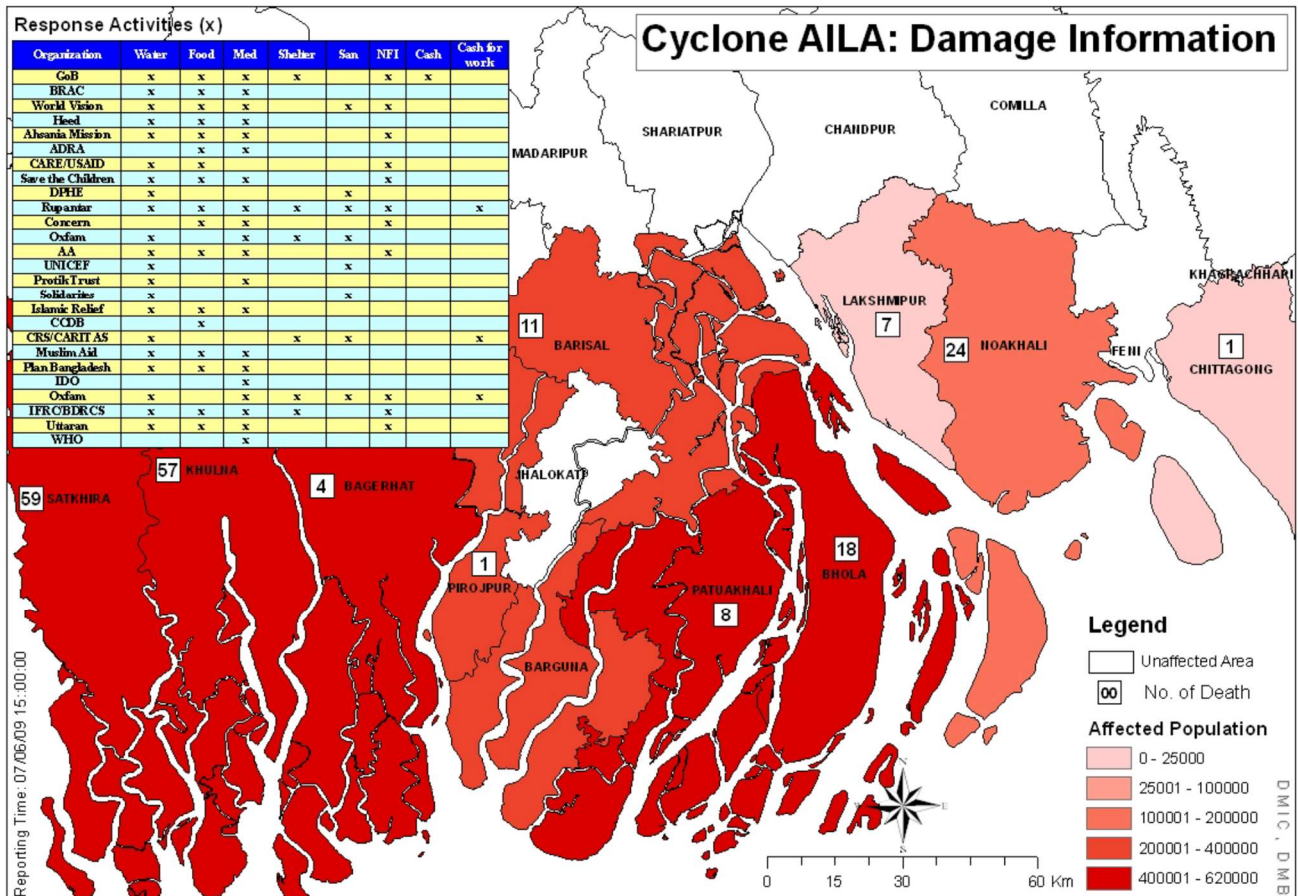 Response Activities (x)
Cyclone AILA: Damage Information
Organization Water Food Med Shelter San NFI Cash Cash for work
GoB x x x x x x
BRAC x x x
World Vision x x x x x
Heed x x x
Ahsania Mission x x x x
ADRA x x
CARE/USAID x x x
Save the Children x x x x
DPHE x x
Rupantar x x x x x x x
Concern x x x
Oxfam x x x x
AA x x x x
UNICEF x x
Protik Trust x x
Solidarites x x
Islamic Relief x x x
CCDB x
CRS/CARITAS x x x x
Muslim Aid x x x
Plan Bangladesh x x x
IDO x
Oxfam x x x x x x
IFRC/BDRCS x x x x x
Uttaran x x x x
WHO x
COMILLA
SHARIATPUR
CHANDPUR
MADARIPUR
KHAGRACHHARI
LAKSHMIPUR
7
11
BARISAL
24
NOAKHALI
FENI
1
CHITTAGONG
57
KHULNA
59
SATKHIRA
4
BAGERHAT
JHALOKATI
1
PIROJPUR
18
BHOLA
PATUAKHALI
8
BARGUNA
Legend
Unaffected Area
00 No. of Death
Affected Population
0 - 25000
25001 - 100000
100001 - 200000
200001 - 400000
400001 - 620000
N
W
E
S
0 15 30 60 Km
Reporting Time: 07/06/09 15:00:00
DMIC, DMB